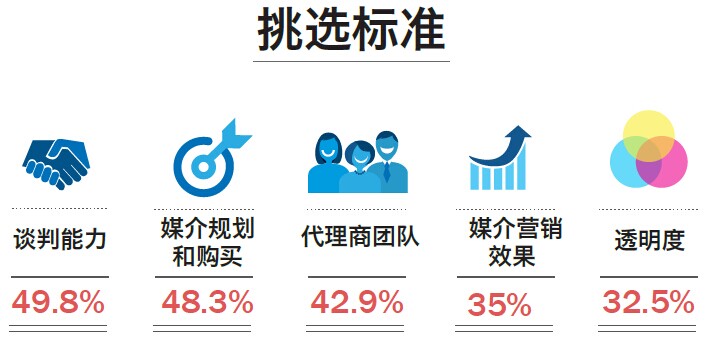 挑选标准
谈判能力
媒介规划
和购买
代理商团队
媒介营销
效果
透明度
49.8%
48.3%
42.9%
35%
32.5%